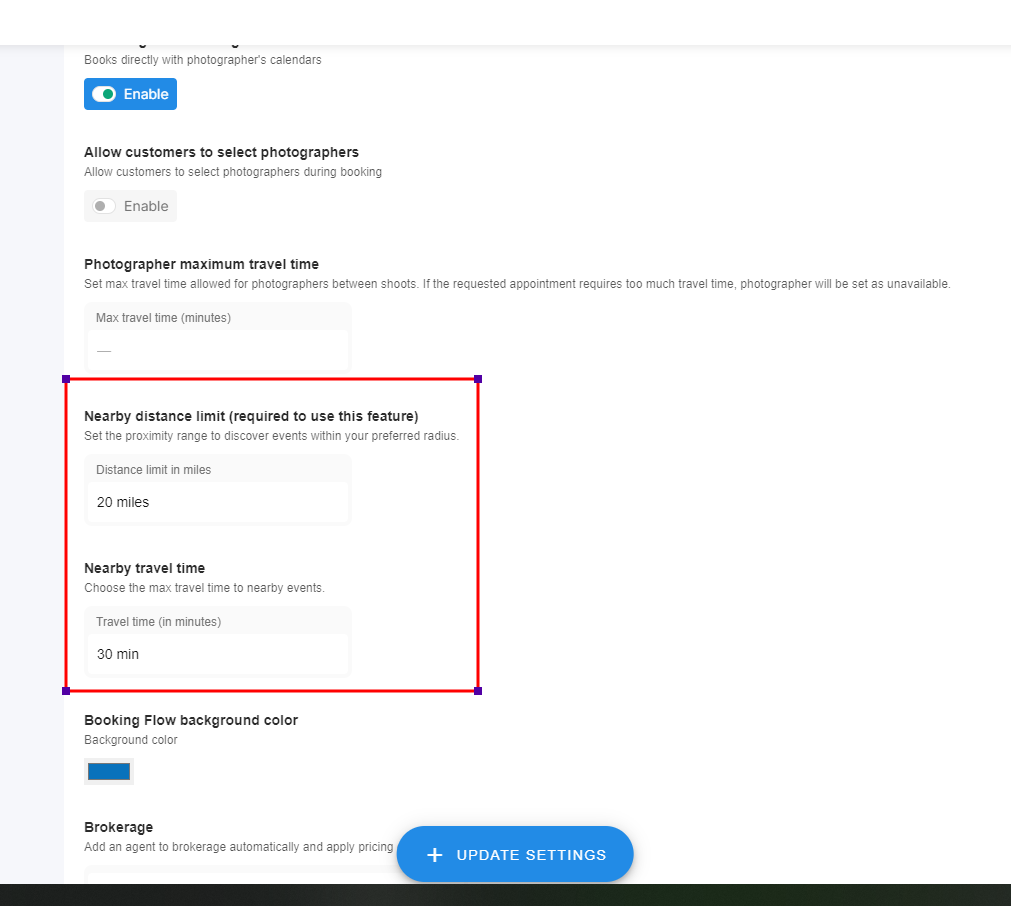 Books directly with photographer's calendars
Enable
Allow customers to select photographers
Allow customers to select photographers during booking
Enable
Photographer maximum travel time
Set max travel time allowed for photographers between shoots. If the requested appointment requires too much travel time, photographer will be set as unavailable.
Max travel time (minutes)
—
Nearby distance limit (required to use this feature)
Set the proximity range to discover events within your preferred radius.
Distance limit in miles
20 miles
Nearby travel time
Choose the max travel time to nearby events.
Travel time (in minutes)
30 min
Booking Flow background color
Background color
Brokerage
Add an agent to brokerage automatically and apply pricing
+ UPDATE SETTINGS